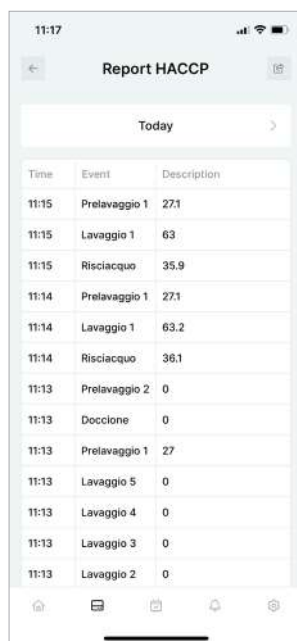 11:17
Report HACCP
Today
Time Event Description
11:15 Prelavaggio 1 27.1
11:15 Lavaggio 1 63
11:15 Risciacquo 35.9
11:14 Prelavaggio 1 27.1
11:14 Lavaggio 1 63.2
11:14 Risciacquo 36.1
11:13 Prelavaggio 2 0
11:13 Doccione 0
11:13 Prelavaggio 1 27
11:13 Lavaggio 5 0
11:13 Lavaggio 4 0
11:13 Lavaggio 3 0
11:13 Lavaggio 2 0